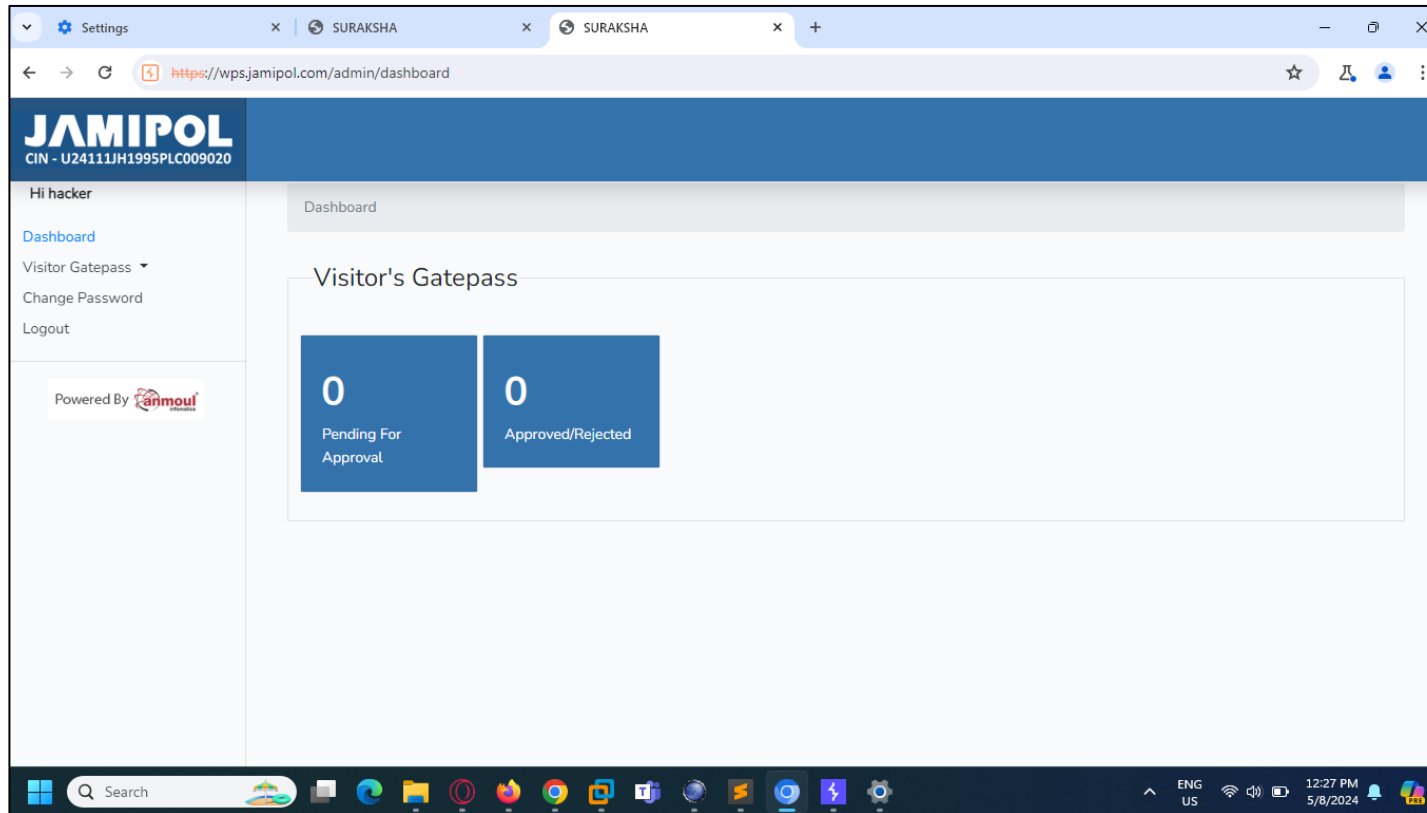 Settings
SURAKSHA
SURAKSHA
https://wps.jamipol.com/admin/dashboard
JAMIPOL
CIN - U24111JH1995PLC009020
Hi hacker
Dashboard
Visitor Gatepass
Change Password
Logout
Powered By Tanmoul
Dashboard
Visitor's Gatepass
0
Pending For
Approval
0
Approved/Rejected
Search
ENG
US
12:27 PM
5/8/2024
PRE